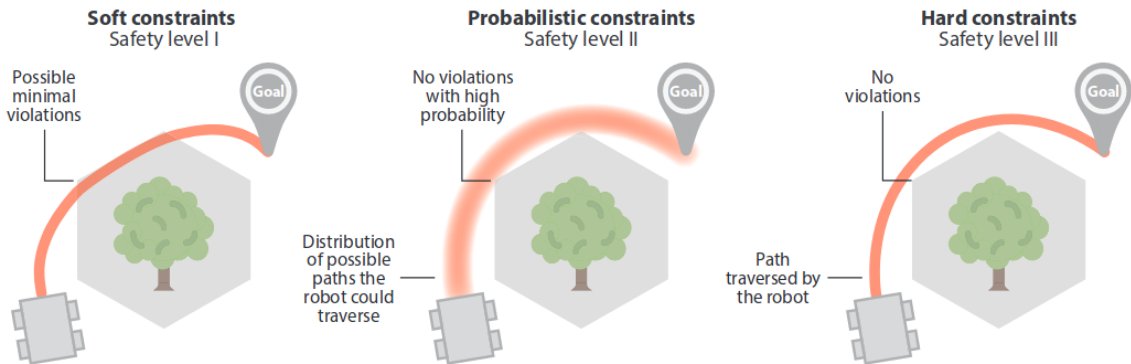 Soft constraints
Safety level I
Possible
minimal
violations
Goal
Probabilistic constraints
Safety level II
No violations
with high
probability
Goal
Distribution
of possible
paths the
robot could
traverse
Hard constraints
Safety level III
No
violations
Goal
Path
traversed by
the robot